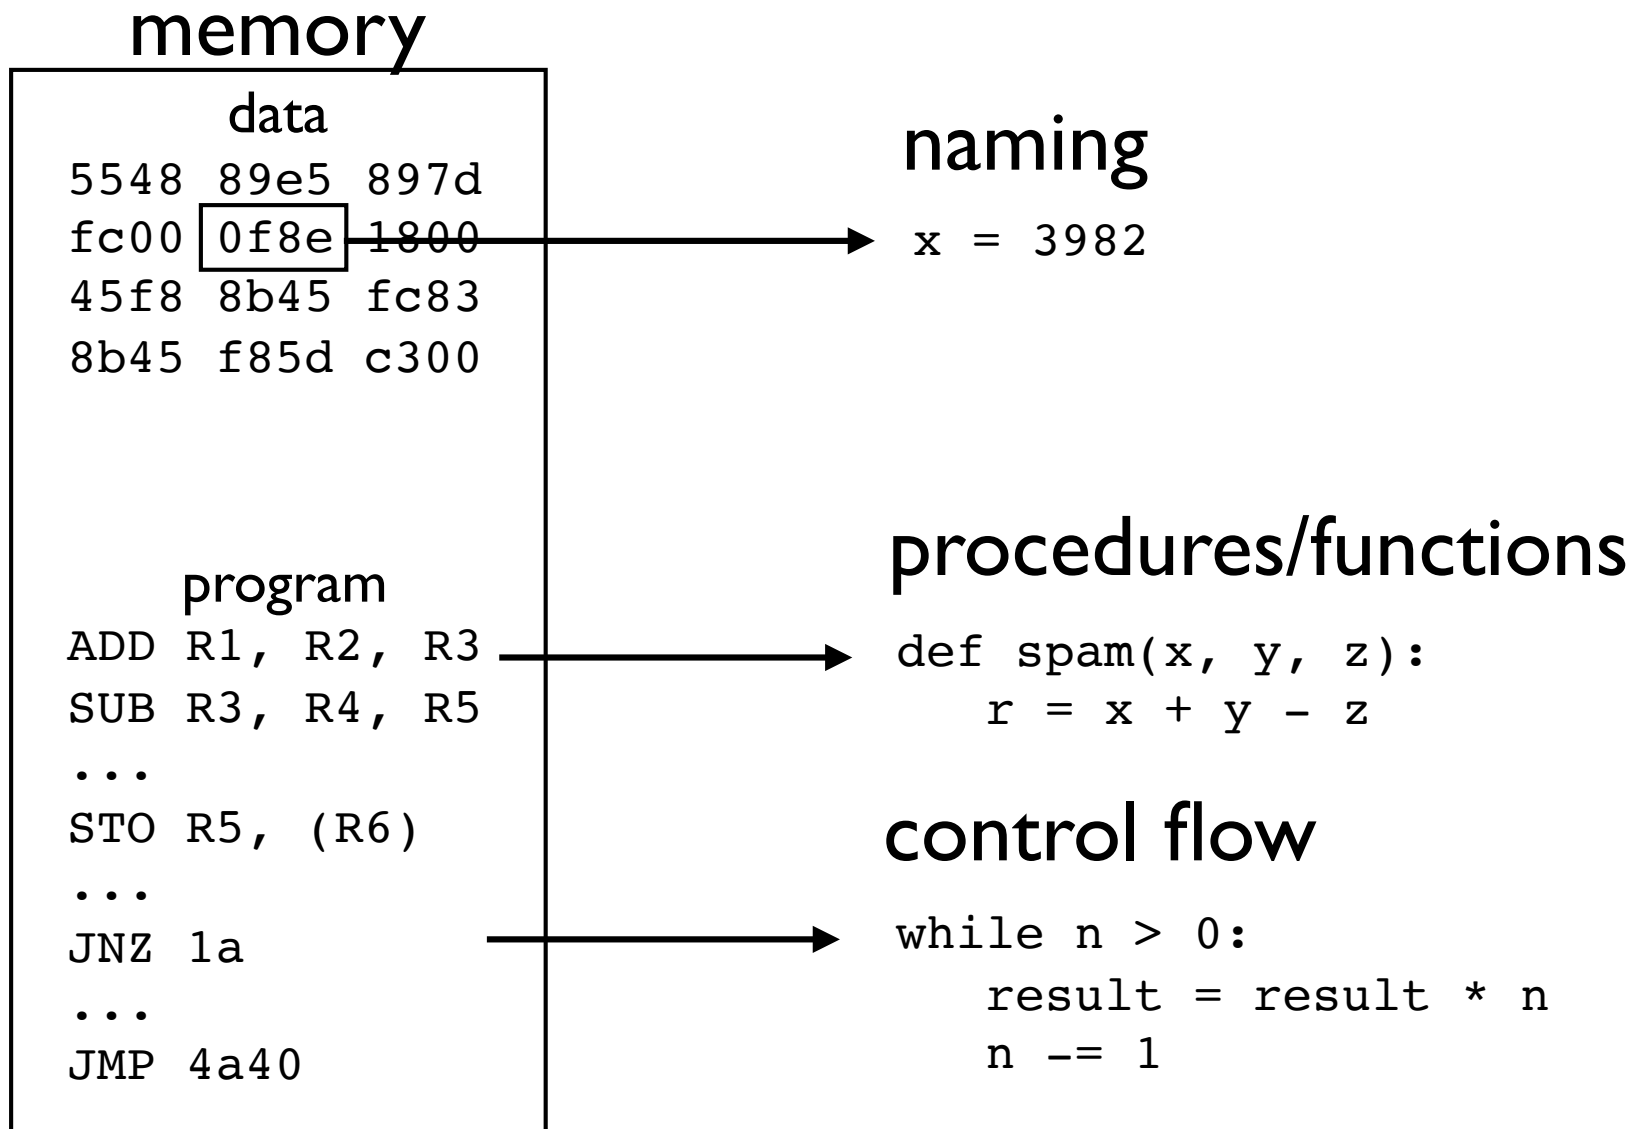 memory
data
5548 89e5 897d
fc00 0f8e 1800
45f8 8b45 fc83
8b45 f85d c300
program
ADD R1, R2, R3
SUB R3, R4, R5
...
STO R5, (R6)
...
JNZ 1a
...
JMP 4a40
naming
x = 3982
procedures/functions
def spam(x, y, z):
r = x + y - z
control flow
while n > 0:
result = result * n
n -= 1